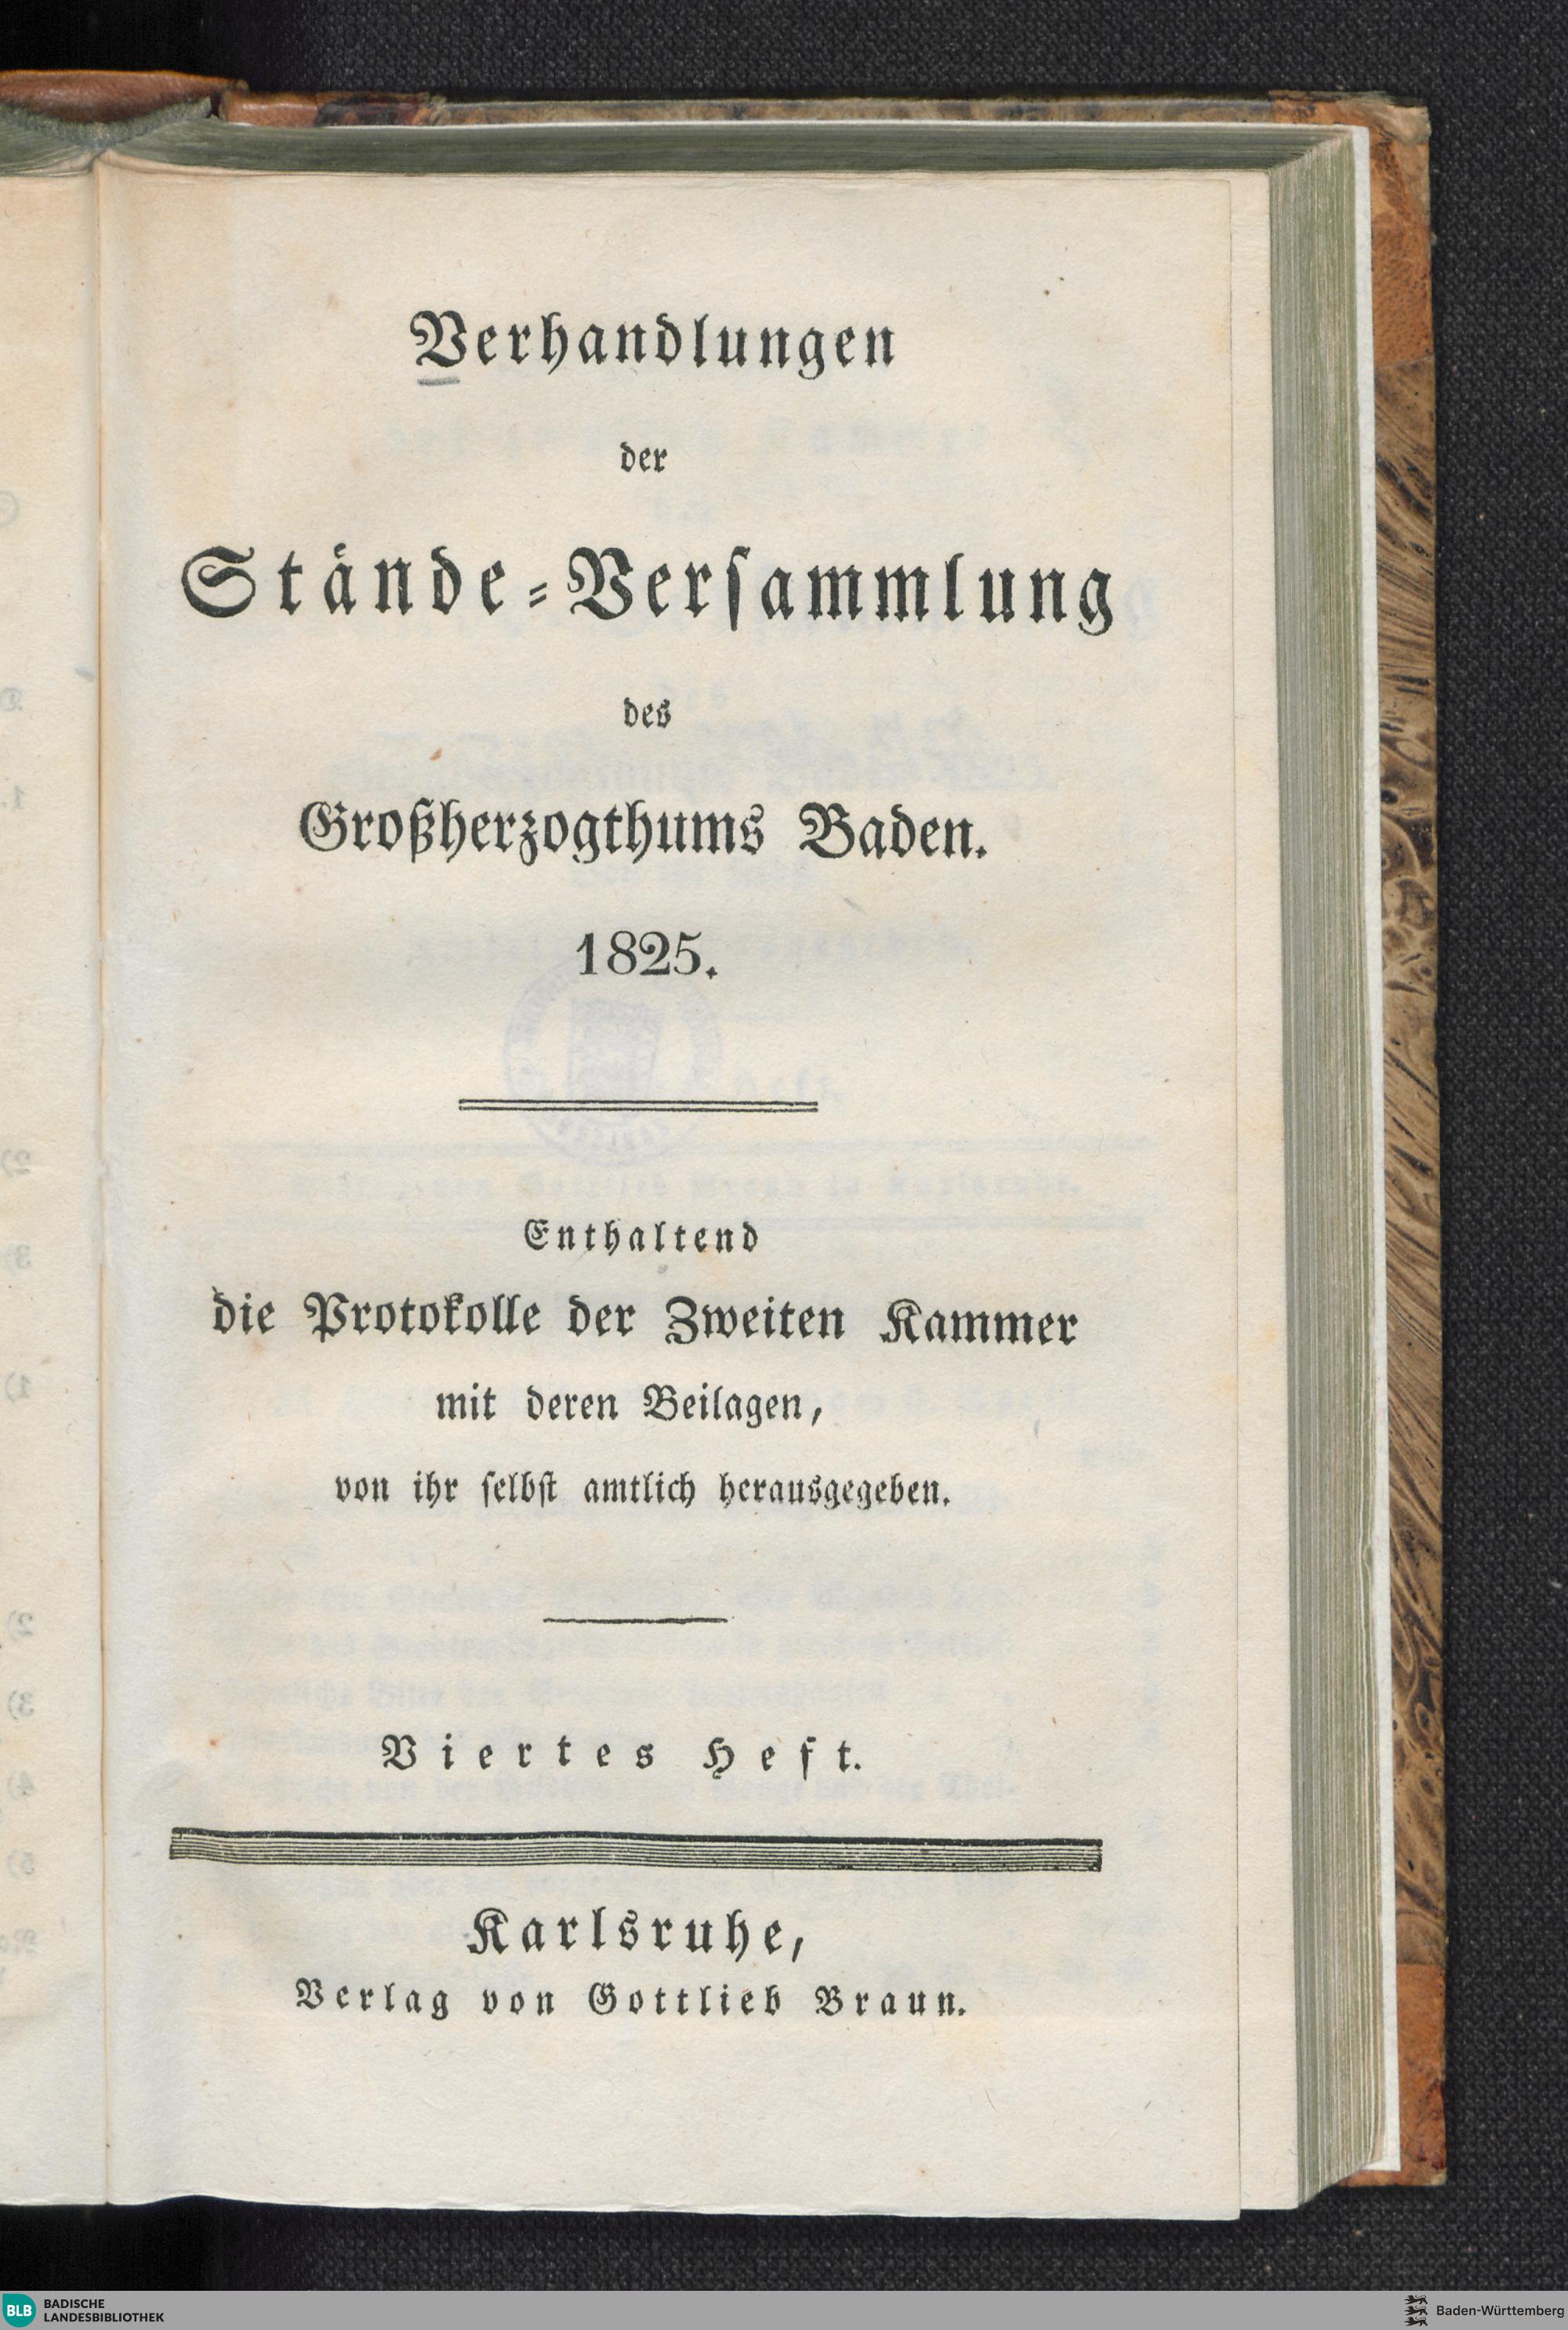 Verhandlungen
der
Stände-Versammlung
des
Großherzogthums Baden.
1825.
Enthaltend
die Protokolle der Zweiten Kammer
mit deren Beilagen,
von ihr selbst amtlich herausgegeben.
Viertes Heft.
Karlsruhe,
Verlag von Gottlieb Braun.
BLB BADISCHE
LANDESBIBLIOTHEK
Baden-Württemberg